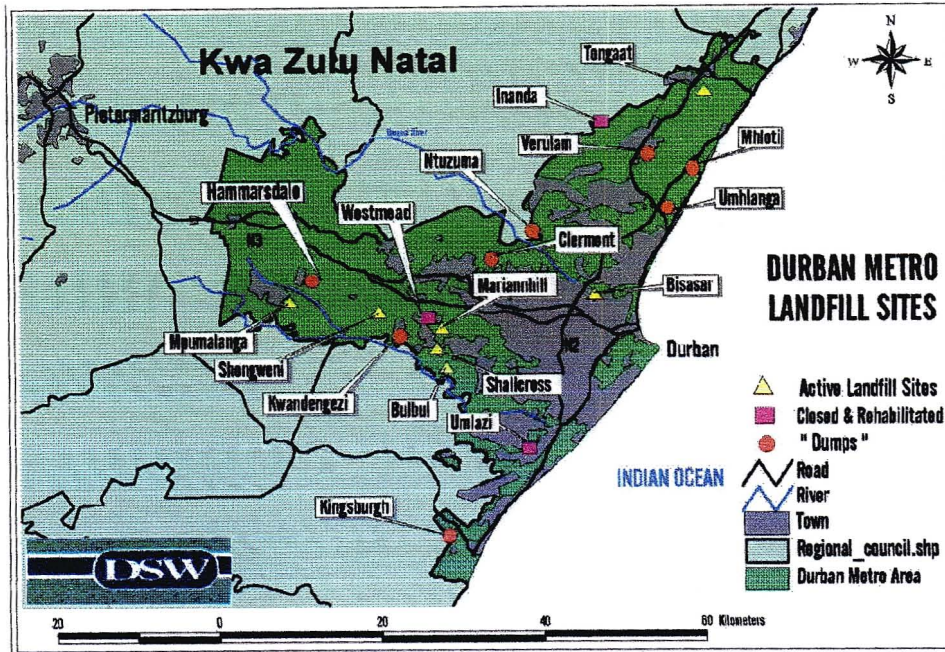 Kwa Zulu Natal
Tongaat
N
W E
S
Inanda
Pietermaritzburg
Verulam
Mhloti
Ntuzuma
Hammarsdale
Umhlanga
Westmead
Clermont
N3
Mariannhill
Bisasar
DURBAN METRO
LANDFILL SITES
Mpumalanga
N2
Durban
Shongweni
Shallcross
Kwandengezi
Bulbul
Umlazi
Active Landfill Sites
Closed & Rehabilitated
" Dumps "
Road
River
Town
Regional_council.shp
Durban Metro Area
INDIAN OCEAN
Kingsburgh
DSW
20 0 20 40 60 Kilometers